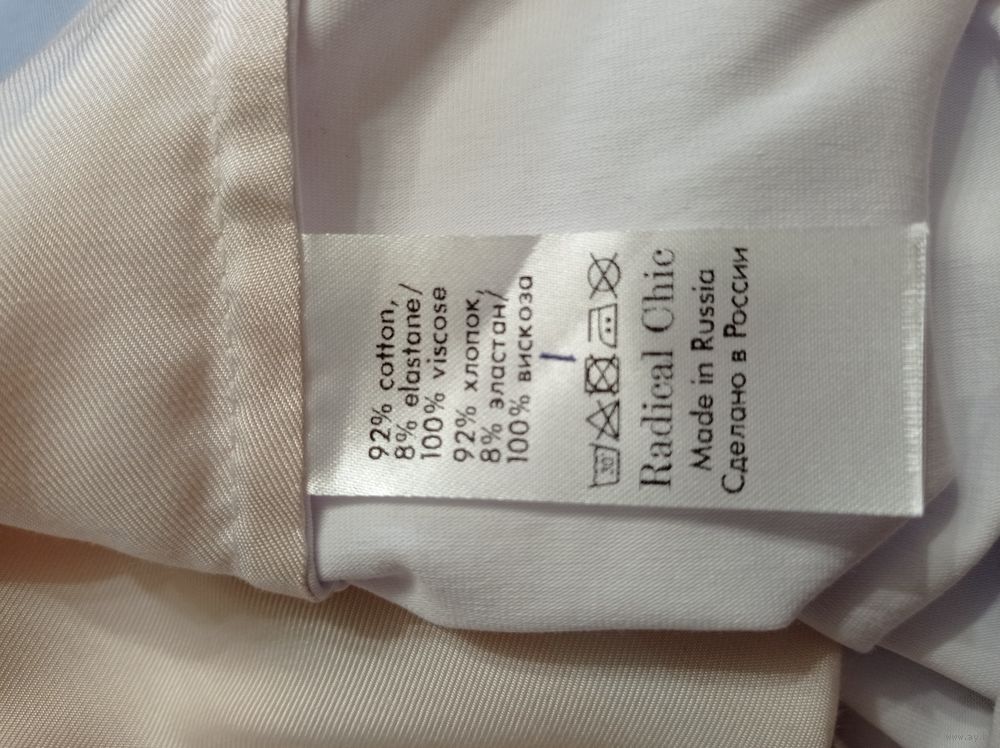 92% cotton,
8% elastane/
100% viscose
92% хлопок,
8% эластан/
100% вискоза
30°
Radical Chic
Made in Russia
Сделано в России